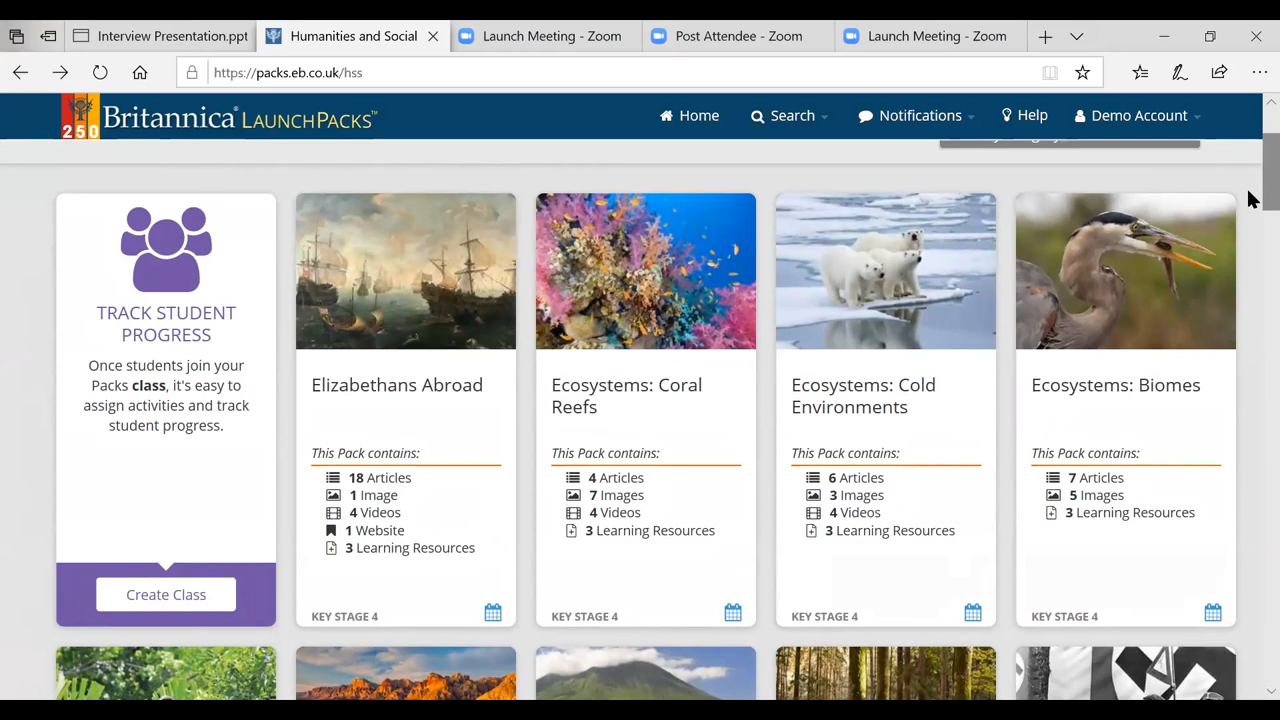 Interview Presentation.ppt
Humanities and Social
Launch Meeting - Zoom
Post Attendee - Zoom
Launch Meeting - Zoom
https://packs.eb.co.uk/hss
250 Britannica® LAUNCHPACKS™
Home
Search
Notifications
Help
Demo Account
TRACK STUDENT
PROGRESS
Once students join your
Packs class, it's easy to
assign activities and track
student progress.
Create Class
Elizabethans Abroad
This Pack contains:
18 Articles
1 Image
4 Videos
1 Website
3 Learning Resources
KEY STAGE 4
Ecosystems: Coral
Reefs
This Pack contains:
4 Articles
7 Images
4 Videos
3 Learning Resources
KEY STAGE 4
Ecosystems: Cold
Environments
This Pack contains:
6 Articles
3 Images
4 Videos
3 Learning Resources
KEY STAGE 4
Ecosystems: Biomes
This Pack contains:
7 Articles
5 Images
3 Learning Resources
KEY STAGE 4